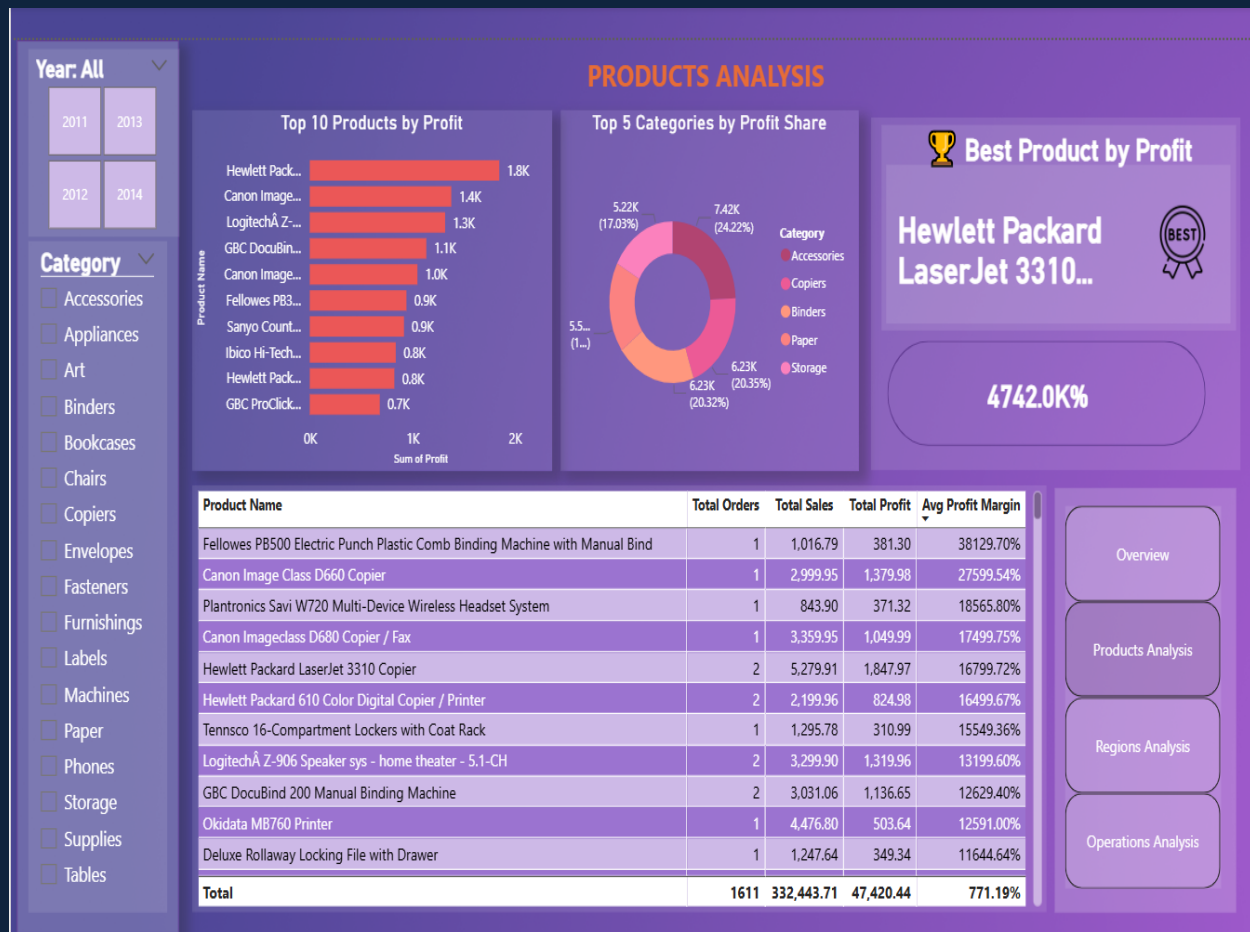 PRODUCTS ANALYSIS
Year: All
2011 2013
2012 2014
Category
Accessories
Appliances
Art
Binders
Bookcases
Chairs
Copiers
Envelopes
Fasteners
Furnishings
Labels
Machines
Paper
Phones
Storage
Supplies
Tables
Top 10 Products by Profit
Product Name
Hewlett Pack... 1.8K
Canon Image... 1.4K
LogitechÂ Z-... 1.3K
GBC DocuBin... 1.1K
Canon Image... 1.0K
Fellowes PB3... 0.9K
Sanyo Count... 0.9K
Ibico Hi-Tech... 0.8K
Hewlett Pack... 0.8K
GBC ProClick... 0.7K
0K 1K 2K
Sum of Profit
Top 5 Categories by Profit Share
5.22K
(17.03%)
7.42K
(24.22%)
5.5...
(1...)
6.23K
(20.35%)
6.23K
(20.32%)
Category
Accessories
Copiers
Binders
Paper
Storage
Best Product by Profit
Hewlett Packard
LaserJet 3310...
BEST
4742.0K%
Product Name Total Orders Total Sales Total Profit Avg Profit Margin
Fellowes PB500 Electric Punch Plastic Comb Binding Machine with Manual Bind 1 1,016.79 381.30 38129.70%
Canon Image Class D660 Copier 1 2,999.95 1,379.98 27599.54%
Plantronics Savi W720 Multi-Device Wireless Headset System 1 843.90 371.32 18565.80%
Canon Imageclass D680 Copier / Fax 1 3,359.95 1,049.99 17499.75%
Hewlett Packard LaserJet 3310 Copier 2 5,279.91 1,847.97 16799.72%
Hewlett Packard 610 Color Digital Copier / Printer 2 2,199.96 824.98 16499.67%
Tennsco 16-Compartment Lockers with Coat Rack 1 1,295.78 310.99 15549.36%
LogitechÂ Z-906 Speaker sys - home theater - 5.1-CH 2 3,299.90 1,319.96 13199.60%
GBC DocuBind 200 Manual Binding Machine 2 3,031.06 1,136.65 12629.40%
Okidata MB760 Printer 1 4,476.80 503.64 12591.00%
Deluxe Rollaway Locking File with Drawer 1 1,247.64 349.34 11644.64%
Total 1611 332,443.71 47,420.44 771.19%
Overview
Products Analysis
Regions Analysis
Operations Analysis